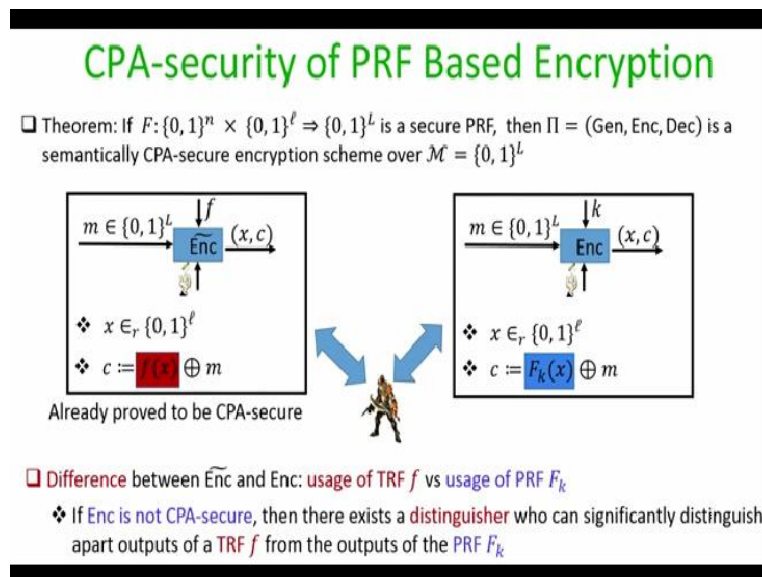 CPA-security of PRF Based Encryption
❑ Theorem: If 𝐹: {0, 1}ⁿ × {0, 1}^ℓ ⇒ {0, 1}^L is a secure PRF, then Π = (Gen, Enc, Dec) is a
semantically CPA-secure encryption scheme over ℳ = {0, 1}^L
f
m ∈ {0, 1}^L
Ẽnc
(x, c)
❖ x ∈ᵣ {0, 1}^ℓ
❖ c := f(x) ⊕ m
Already proved to be CPA-secure
k
m ∈ {0, 1}^L
Enc
(x, c)
❖ x ∈ᵣ {0, 1}^ℓ
❖ c := F_k(x) ⊕ m
❑ Difference between Ẽnc and Enc: usage of TRF f vs usage of PRF F_k
❖ If Enc is not CPA-secure, then there exists a distinguisher who can significantly distinguish
apart outputs of a TRF f from the outputs of the PRF F_k